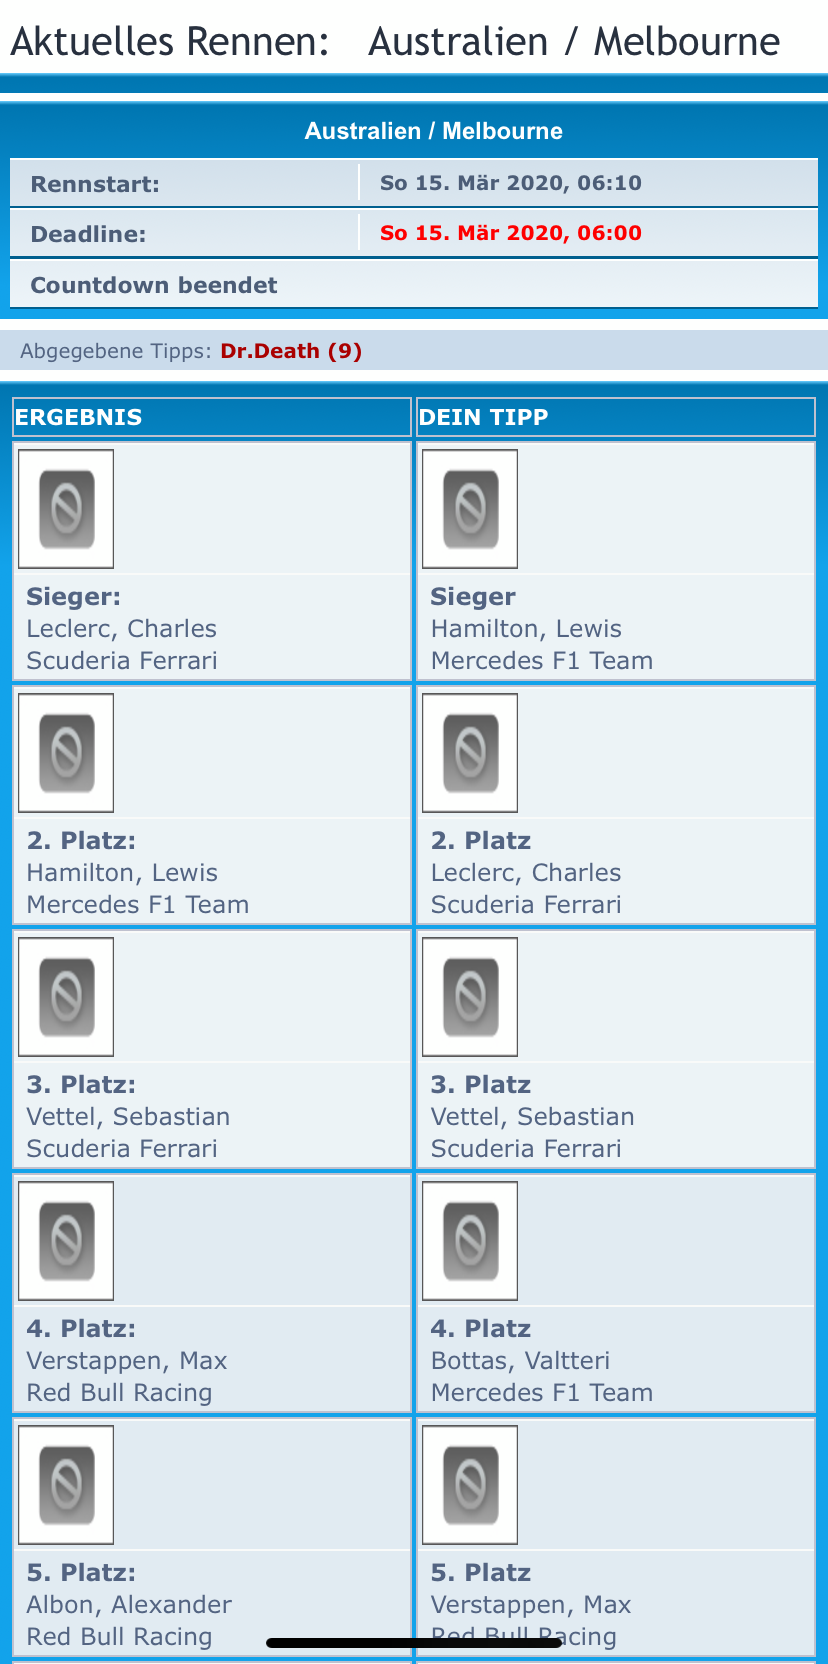 Aktuelles Rennen: Australien / Melbourne
Australien / Melbourne
Rennstart: So 15. Mär 2020, 06:10
Deadline: So 15. Mär 2020, 06:00
Countdown beendet
Abgegebene Tipps: Dr.Death (9)
ERGEBNIS DEIN TIPP
Sieger: Sieger
Leclerc, Charles Hamilton, Lewis
Scuderia Ferrari Mercedes F1 Team
2. Platz: 2. Platz
Hamilton, Lewis Leclerc, Charles
Mercedes F1 Team Scuderia Ferrari
3. Platz: 3. Platz
Vettel, Sebastian Vettel, Sebastian
Scuderia Ferrari Scuderia Ferrari
4. Platz: 4. Platz
Verstappen, Max Bottas, Valtteri
Red Bull Racing Mercedes F1 Team
5. Platz: 5. Platz
Albon, Alexander Verstappen, Max
Red Bull Racing Red Bull Racing